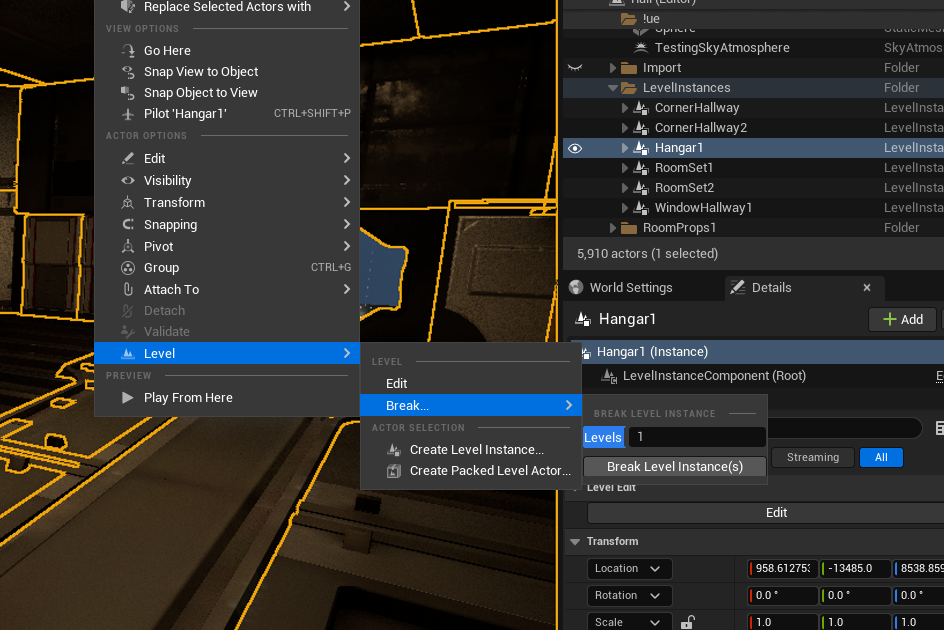 Replace Selected Actors with
VIEW OPTIONS
Go Here
Snap View to Object
Snap Object to View
Pilot 'Hangar1' CTRL+SHIFT+P
ACTOR OPTIONS
Edit
Visibility
Transform
Snapping
Pivot
Group CTRL+G
Attach To
Detach
Validate
Level
PREVIEW
Play From Here
LEVEL
Edit
Break...
ACTOR SELECTION
Create Level Instance...
Create Packed Level Actor...
BREAK LEVEL INSTANCE
Levels 1
Break Level Instance(s)
Hall (Editor)
!ue
Sphere StaticMes
TestingSkyAtmosphere SkyAtmos
Import Folder
LevelInstances Folder
CornerHallway LevelInsta
CornerHallway2 LevelInsta
Hangar1 LevelInsta
RoomSet1 LevelInsta
RoomSet2 LevelInsta
WindowHallway1 LevelInsta
RoomProps1 Folder
5,910 actors (1 selected)
World Settings Details
Hangar1 Add
Hangar1 (Instance)
LevelInstanceComponent (Root) E
Streaming All
Level Edit
Edit
Transform
Location 958.612753 -13485.0 8538.859
Rotation 0.0 ° 0.0 ° 0.0 °
Scale 1.0 1.0 1.0